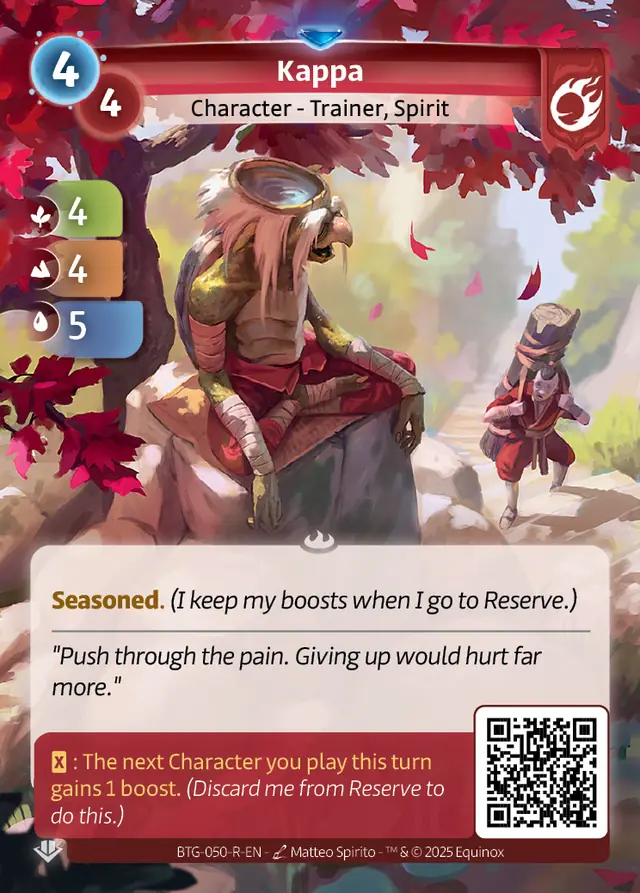 4
Kappa
4
Character - Trainer, Spirit
4
4
5
Seasoned. (I keep my boosts when I go to Reserve.)
"Push through the pain. Giving up would hurt far
more."
X : The next Character you play this turn
gains 1 boost. (Discard me from Reserve to
do this.)
BTG-050-R-EN - Matteo Spirito - ™ & © 2025 Equinox